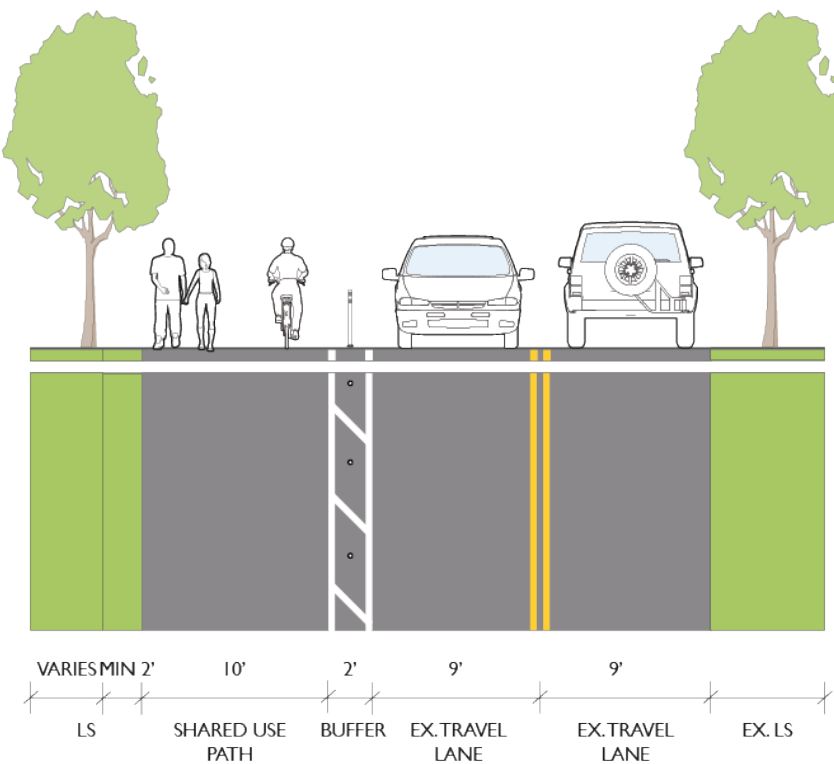 VARIES MIN 2' 10' 2' 9' 9'
LS SHARED USE BUFFER EX. TRAVEL EX. TRAVEL EX. LS
PATH LANE LANE